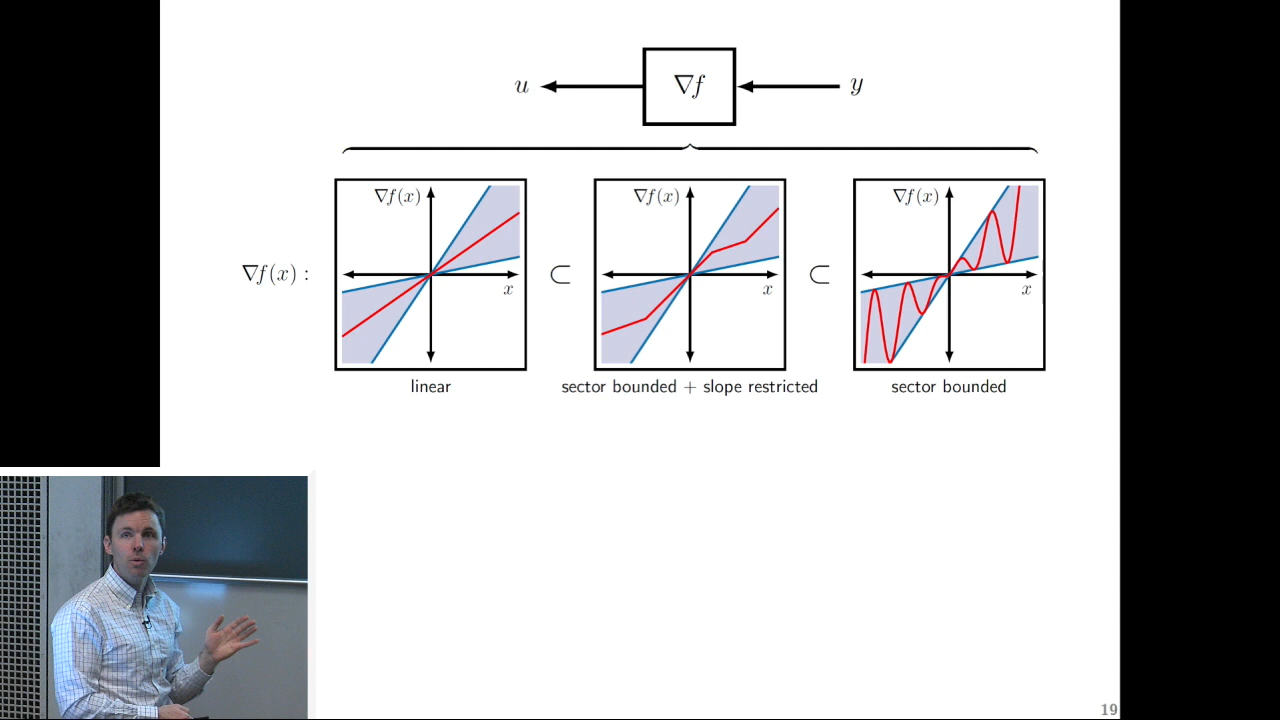 u ∇f y
∇f(x) ∇f(x) ∇f(x)
∇f(x) : ⊂ ⊂
x x x
linear sector bounded + slope restricted sector bounded
19